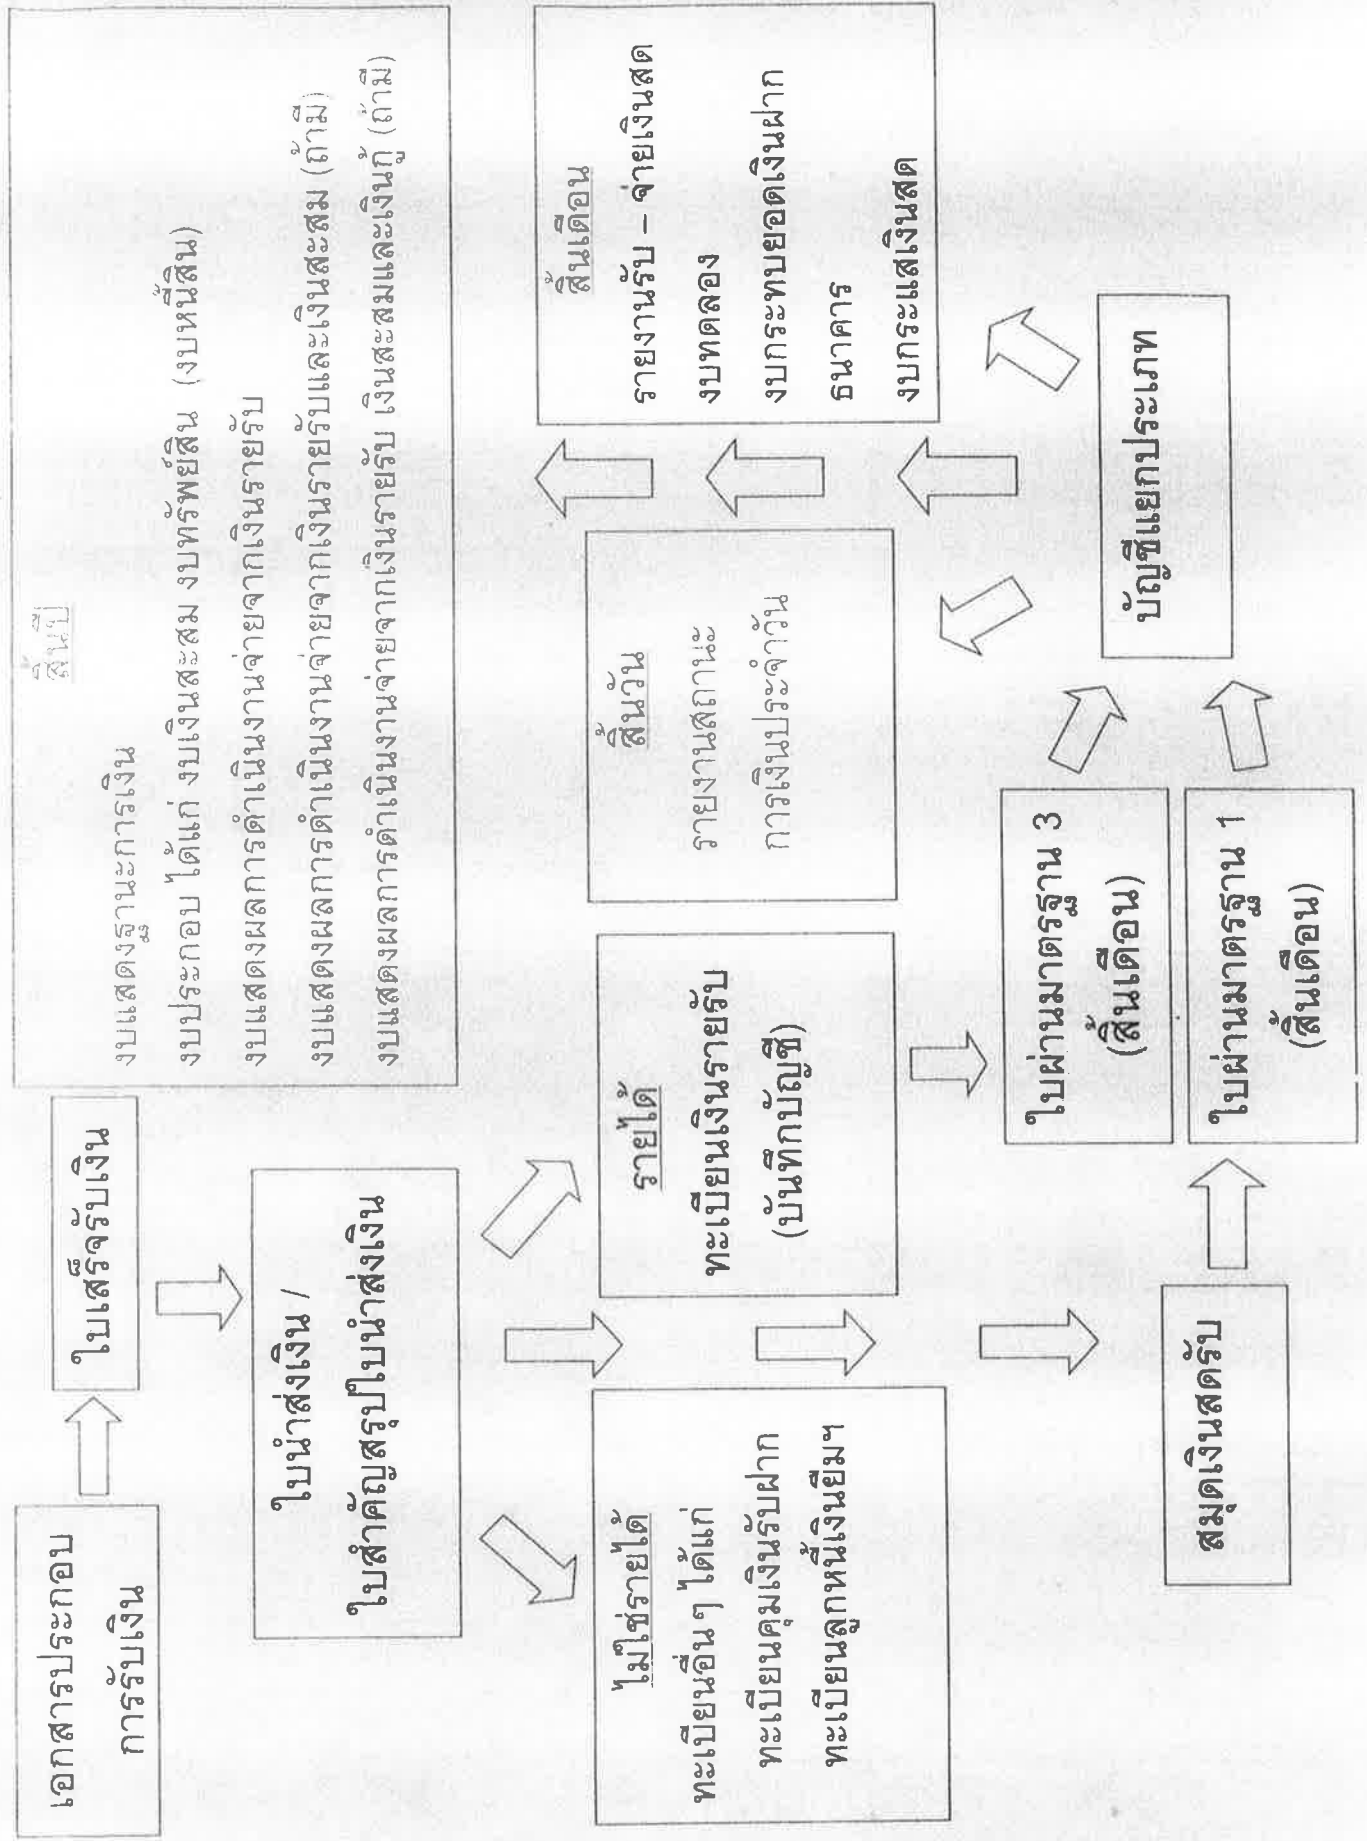 เอกสารประกอบ
การรับเงิน
ใบเสร็จรับเงิน
ใบนำส่งเงิน /
ใบสำคัญสรุปใบนำส่งเงิน
ไม่ใช่รายได้
ทะเบียนอื่นๆ ได้แก่
ทะเบียนคุมเงินรับฝาก
ทะเบียนลูกหนี้เงินยืมฯ
รายได้
ทะเบียนเงินรายรับ
(บันทึกบัญชี)
สมุดเงินสดรับ
ใบผ่านมาตรฐาน 3
(สิ้นเดือน)
ใบผ่านมาตรฐาน 1
(สิ้นเดือน)
บัญชีแยกประเภท
สิ้นวัน
รายงานสถานะ
การเงินประจำวัน
สิ้นเดือน
รายงานรับ – จ่ายเงินสด
งบทดลอง
งบกระทบยอดเงินฝาก
ธนาคาร
งบกระแสเงินสด
สิ้นปี
งบแสดงฐานะการเงิน
งบประกอบ ได้แก่ งบเงินสะสม งบทรัพย์สิน (งบหนี้สิน)
งบแสดงผลการดำเนินงานจ่ายจากเงินรายรับ
งบแสดงผลการดำเนินงานจ่ายจากเงินรายรับและเงินสะสม (ถ้ามี)
งบแสดงผลการดำเนินงานจ่ายจากเงินรายรับ เงินสะสมและเงินกู้ (ถ้ามี)